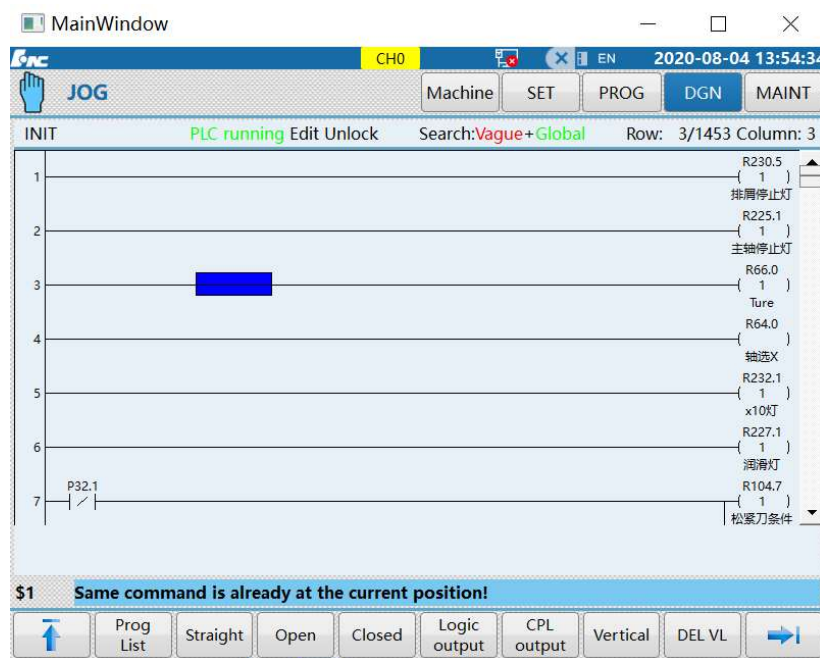 MainWindow
HNC CH0 EN 2020-08-04 13:54:34
JOG Machine SET PROG DGN MAINT
INIT PLC running Edit Unlock Search:Vague+Global Row: 3/1453 Column: 3
R230.5
1 ( 1 )
排屑停止灯
R225.1
2 ( 1 )
主轴停止灯
R66.0
3 ( 1 )
Ture
R64.0
4 ( )
轴选X
R232.1
5 ( 1 )
x10灯
R227.1
6 ( 1 )
润滑灯
P32.1 R104.7
7 ( 1 )
松紧刀条件
$1 Same command is already at the current position!
Prog List Straight Open Closed Logic output CPL output Vertical DEL VL